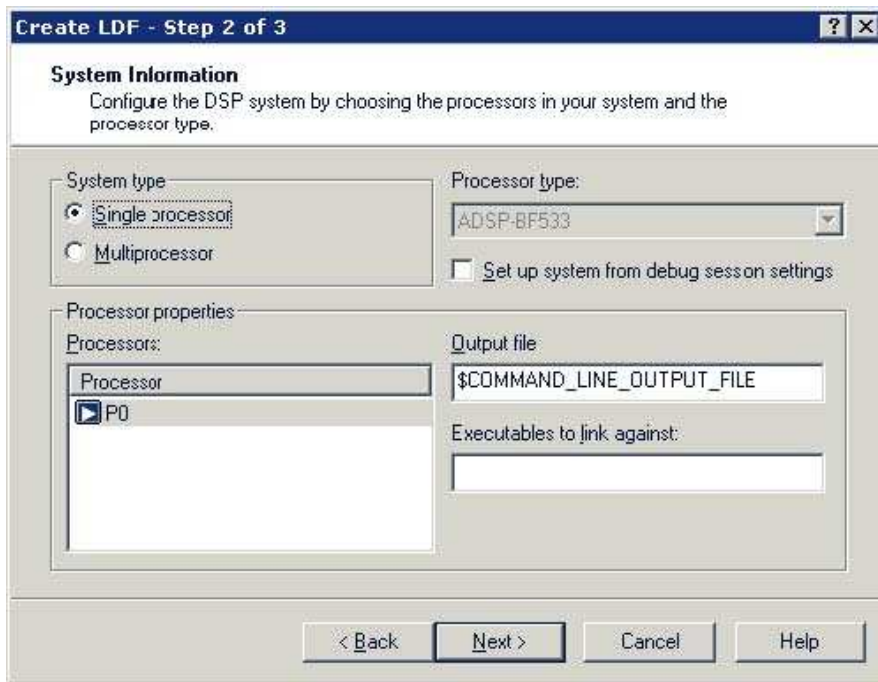 Create LDF - Step 2 of 3
System Information
Configure the DSP system by choosing the processors in your system and the
processor type.
System type
Single processor
Multiprocessor
Processor type:
ADSP-BF533
Set up system from debug sesson settings
Processor properties
Processors:
Processor
P0
Output file
$COMMAND_LINE_OUTPUT_FILE
Executables to link against:
< Back
Next >
Cancel
Help